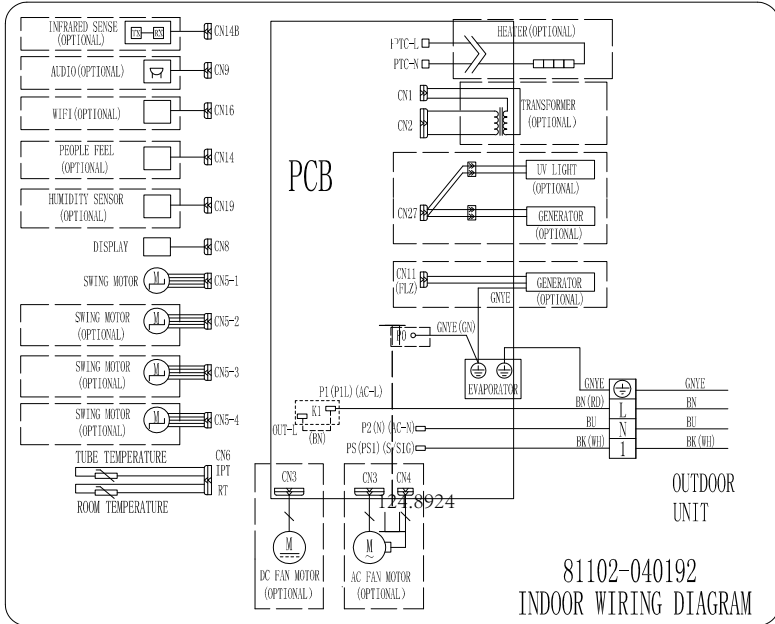 INFRARED SENSE
(OPTIONAL)
TX
RX
CN14B
AUDIO(OPTIONAL)
CN9
WIFI(OPTIONAL)
CN16
PEOPLE FEEL
(OPTIONAL)
CN14
HUMIDITY SENSOR
(OPTIONAL)
CN19
DISPLAY
CN8
SWING MOTOR
M
CN5-1
SWING MOTOR
(OPTIONAL)
M
CN5-2
SWING MOTOR
(OPTIONAL)
M
CN5-3
SWING MOTOR
(OPTIONAL)
M
CN5-4
TUBE TEMPERATURE
CN6
IPT
RT
ROOM TEMPERATURE
PCB
PTC-L
PTC-N
HEATER(OPTIONAL)
CN1
CN2
TRANSFORMER
(OPTIONAL)
CN27
UV LIGHT
(OPTIONAL)
GENERATOR
(OPTIONAL)
CN11
(FLZ)
GENERATOR
(OPTIONAL)
GNYE
P0
GNYE(GN)
EVAPORATOR
P1(P1L)(AC-L)
K1
OUT-L
(BN)
P2(N)(AC-N)
PS(PS1)(S/SIG)
GNYE
BN(RD)
BU
BK(WH)
L
N
1
GNYE
BN
BU
BK(WH)
OUTDOOR
UNIT
CN3
M
DC FAN MOTOR
(OPTIONAL)
CN3
CN4
124.8924
M
~
AC FAN MOTOR
(OPTIONAL)
81102-040192
INDOOR WIRING DIAGRAM